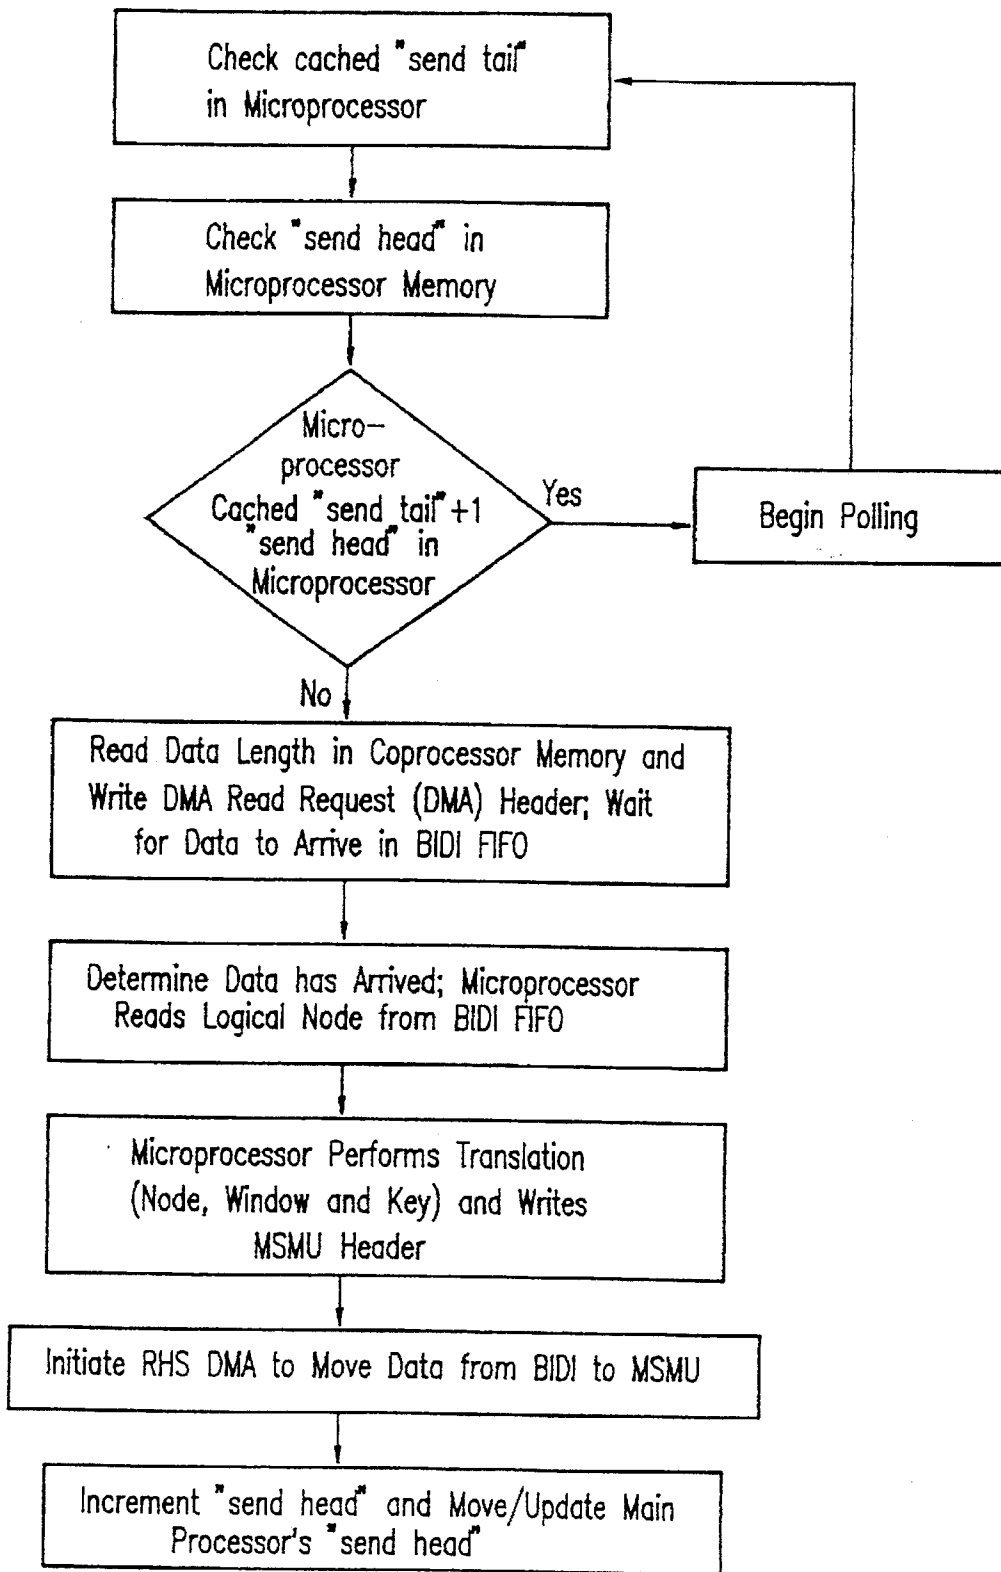 Check cached "send tail"
in Microprocessor
Check "send head" in
Microprocessor Memory
Micro-
processor
Cached "send tail"+1
"send head" in
Microprocessor
Yes
Begin Polling
No
Read Data Length in Coprocessor Memory and
Write DMA Read Request (DMA) Header; Wait
for Data to Arrive in BIDI FIFO
Determine Data has Arrived; Microprocessor
Reads Logical Node from BIDI FIFO
Microprocessor Performs Translation
(Node, Window and Key) and Writes
MSMU Header
Initiate RHS DMA to Move Data from BIDI to MSMU
Increment "send head" and Move/Update Main
Processor's "send head"